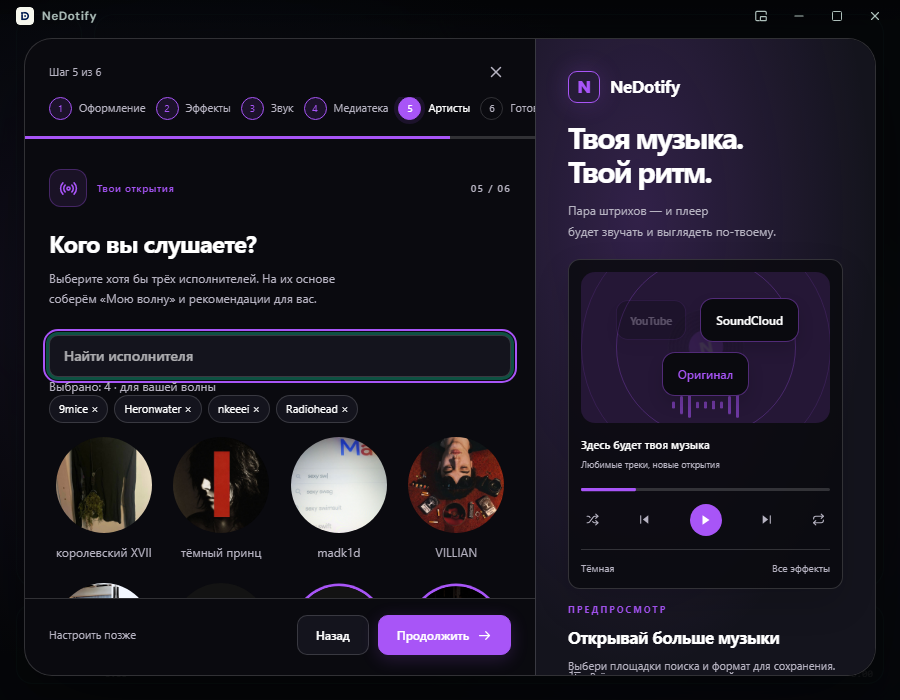 NeDotify
Шаг 5 из 6
1 Оформление 2 Эффекты 3 Звук 4 Медиатека 5 Артисты 6
Твои открытия
05 / 06
Кого вы слушаете?
Выберите хотя бы трёх исполнителей. На их основе
соберём «Мою волну» и рекомендации для вас.
Найти исполнителя
Выбрано: 4 · для вашей волны
9mice × Heronwater × nkeeei × Radiohead ×
королевский XVII тёмный принц madk1d VILLIAN
Настроить позже
Назад
Продолжить →
N NeDotify
Твоя музыка.
Твой ритм.
Пара штрихов — и плеер
будет звучать и выглядеть по-твоему.
YouTube
SoundCloud
Оригинал
Здесь будет твоя музыка
Любимые треки, новые открытия
Тёмная
Все эффекты
ПРЕДПРОСМОТР
Открывай больше музыки
Выбери площадки поиска и формат для сохранения.